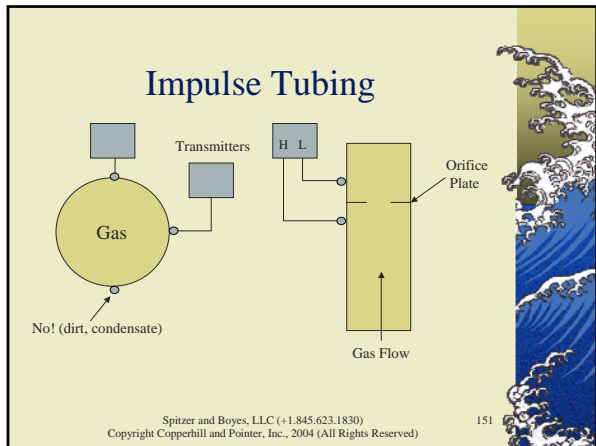 Impulse Tubing
Transmitters
H L
Orifice
Plate
Gas
No! (dirt, condensate)
Gas Flow
Spitzer and Boyes, LLC (+1.845.623.1830)
Copyright Copperhill and Pointer, Inc., 2004 (All Rights Reserved)
151